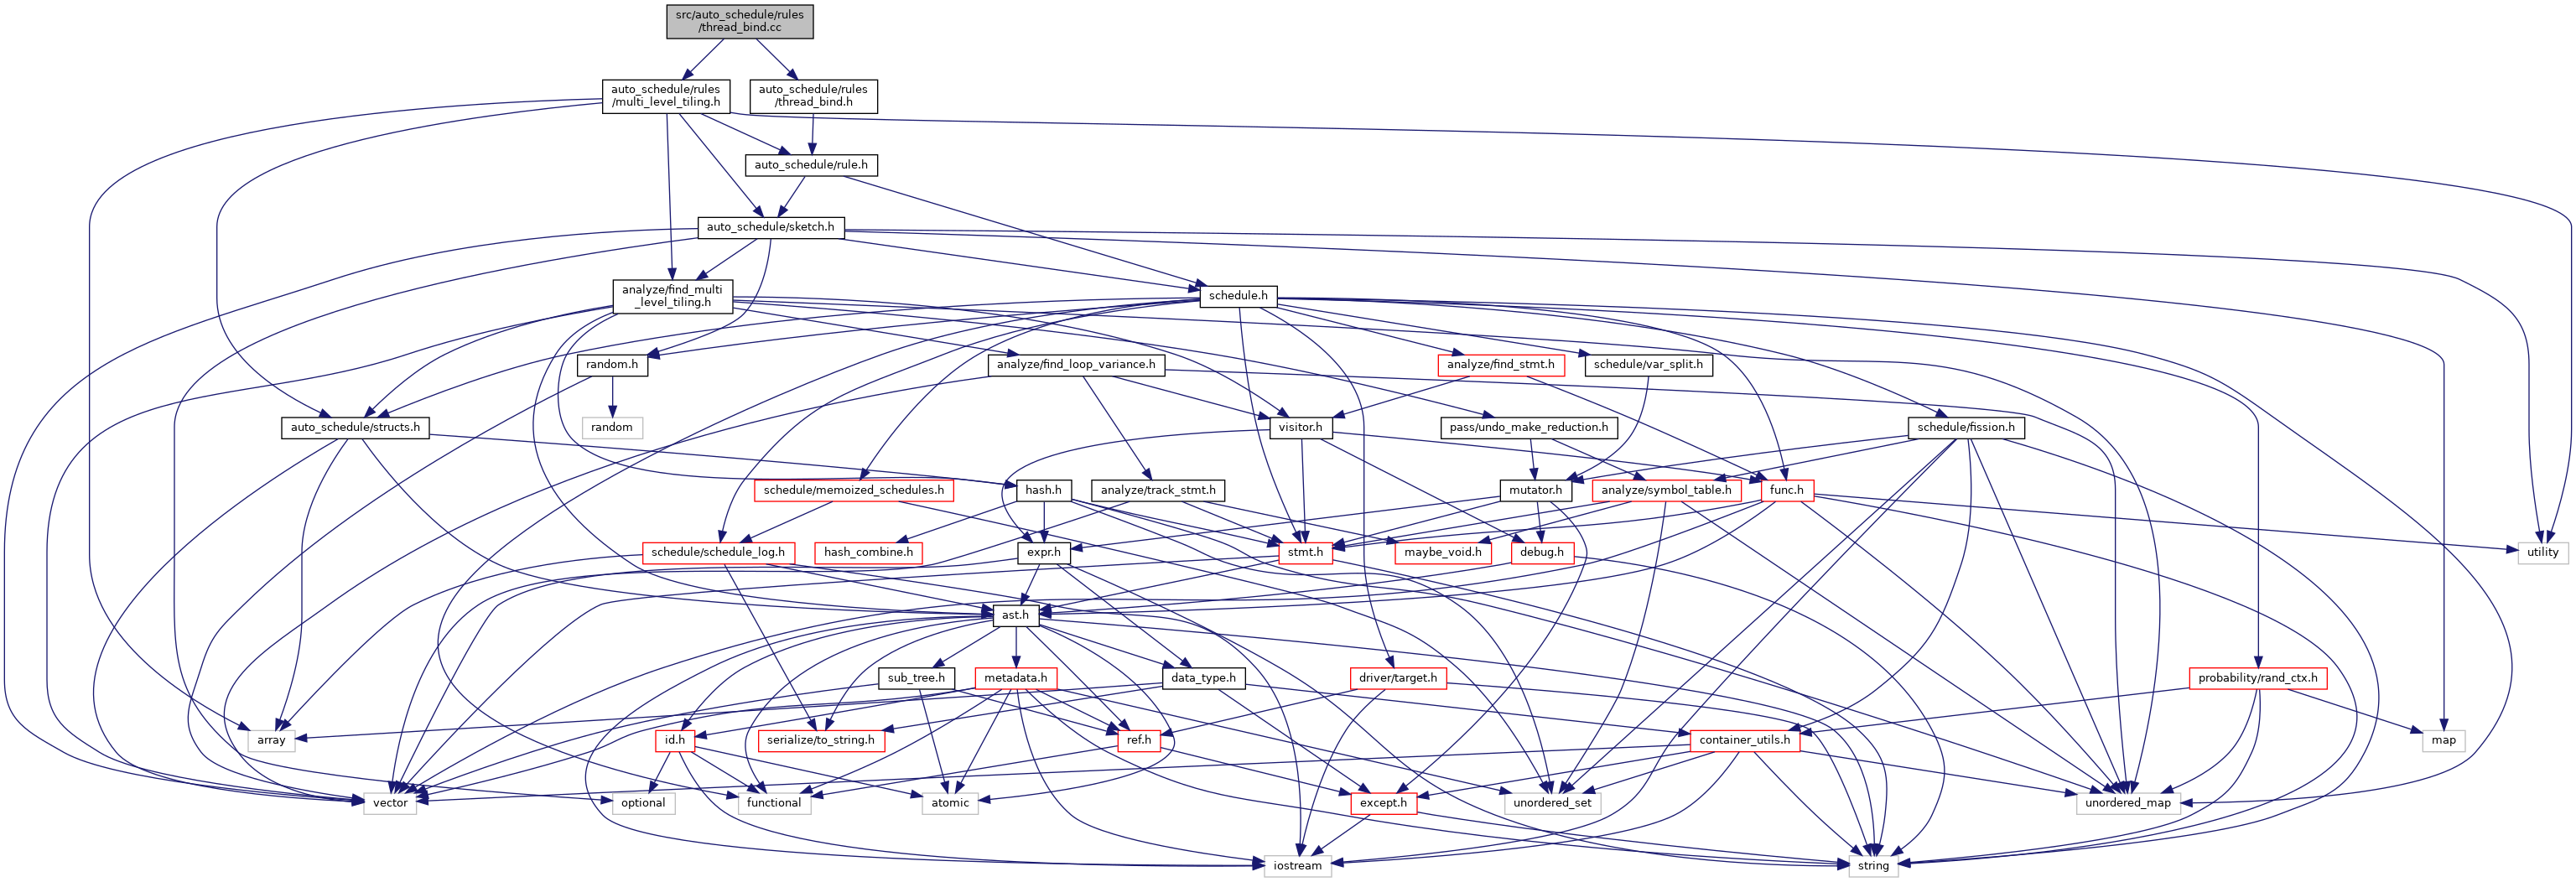 src/auto_schedule/rules
/thread_bind.cc
auto_schedule/rules
/multi_level_tiling.h
auto_schedule/rules
/thread_bind.h
auto_schedule/rule.h
auto_schedule/sketch.h
analyze/find_multi
_level_tiling.h
schedule.h
random.h
analyze/find_loop_variance.h
analyze/find_stmt.h
schedule/var_split.h
auto_schedule/structs.h
random
visitor.h
pass/undo_make_reduction.h
schedule/fission.h
schedule/memoized_schedules.h
hash.h
analyze/track_stmt.h
mutator.h
analyze/symbol_table.h
func.h
schedule/schedule_log.h
hash_combine.h
expr.h
stmt.h
maybe_void.h
debug.h
utility
ast.h
sub_tree.h
metadata.h
data_type.h
driver/target.h
probability/rand_ctx.h
array
id.h
serialize/to_string.h
ref.h
container_utils.h
map
vector
optional
functional
atomic
except.h
unordered_set
unordered_map
iostream
string